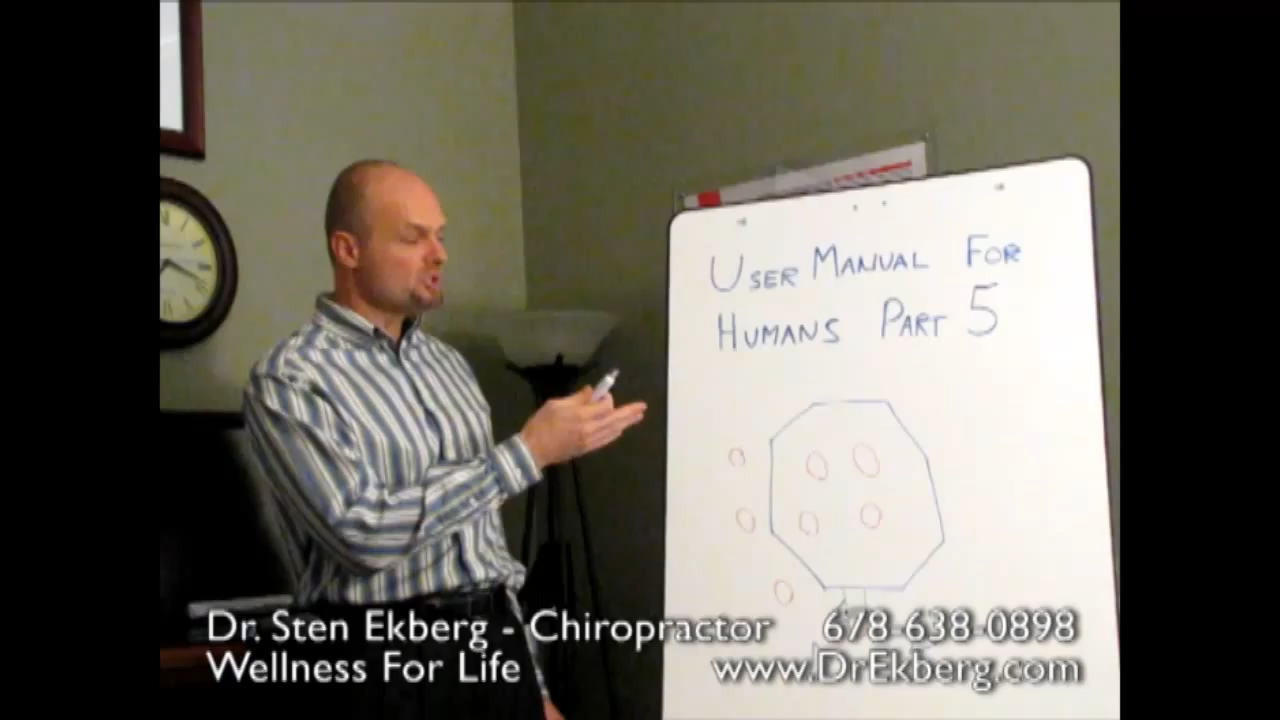 USER MANUAL FOR
HUMANS PART 5
Dr. Sten Ekberg - Chiropractor 678-638-0898
Wellness For Life www.DrEkberg.com